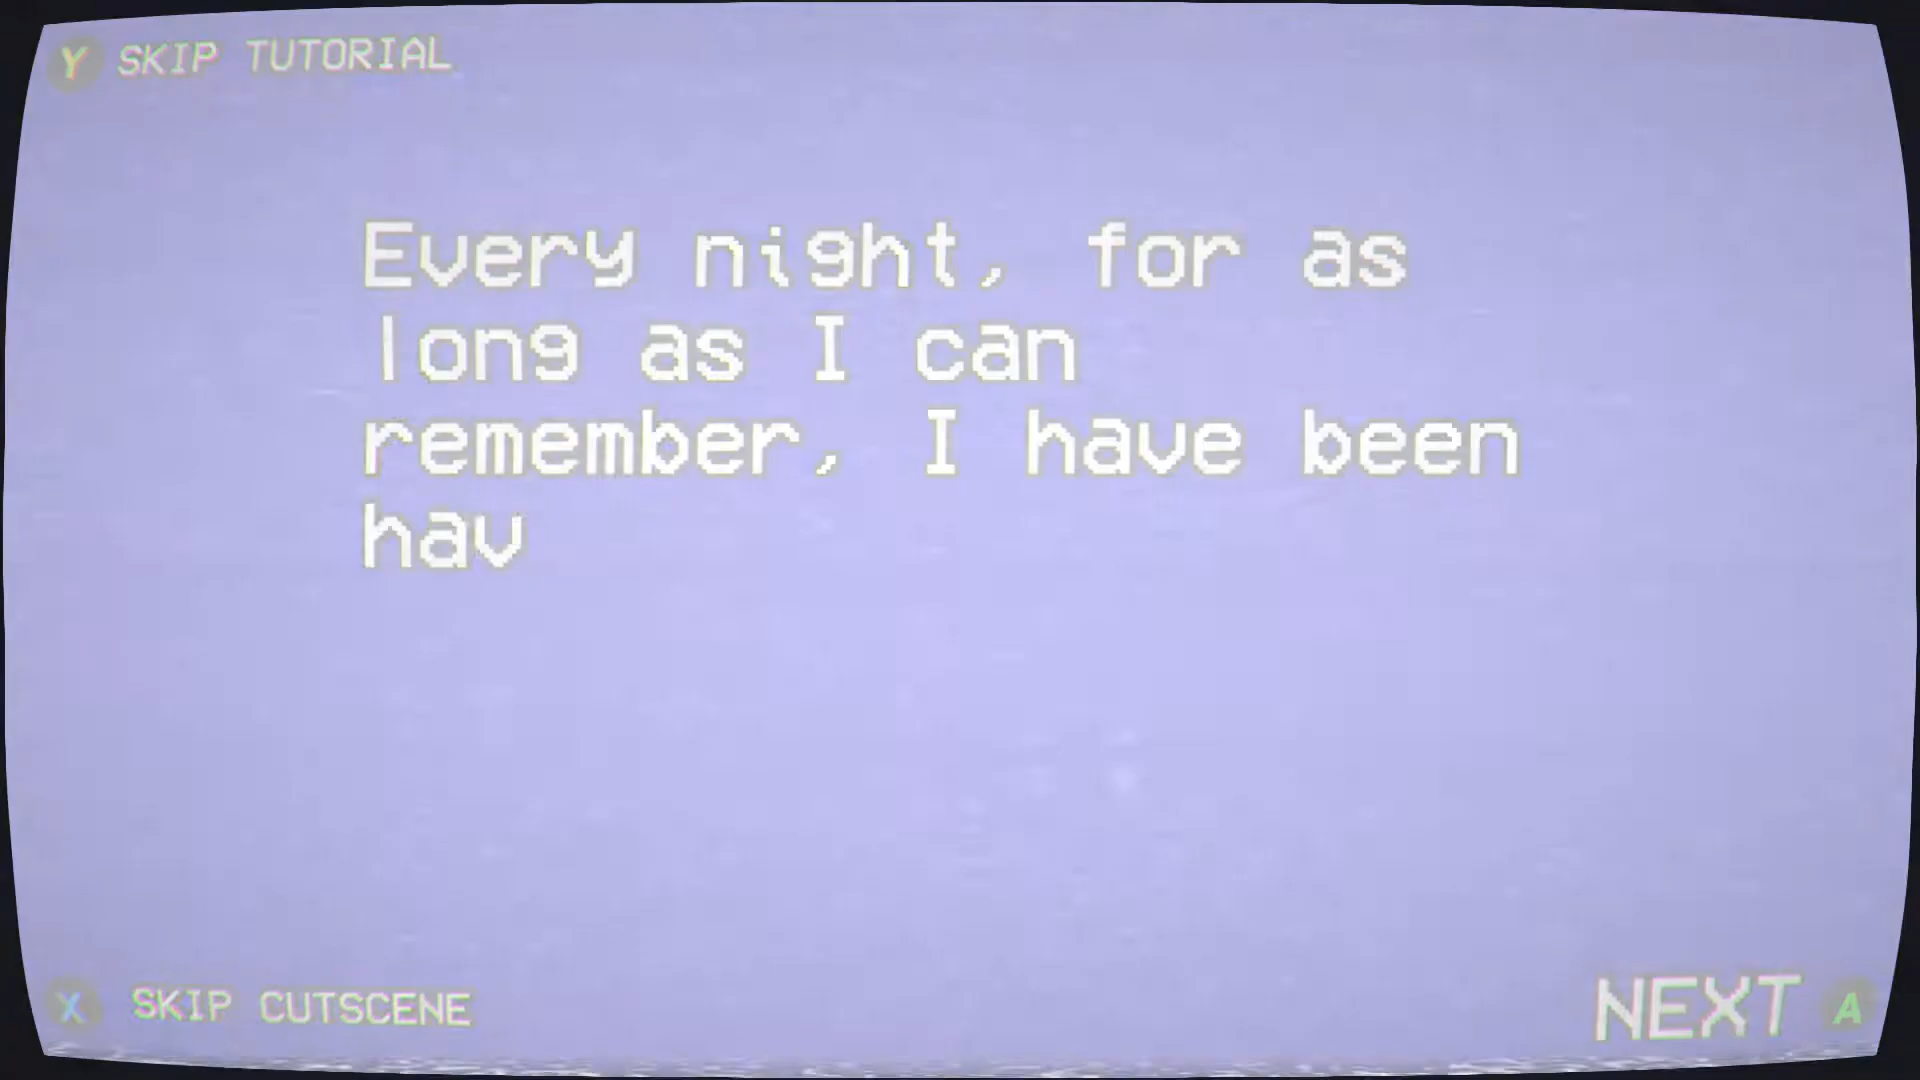 Y SKIP TUTORIAL
Every night, for as
long as I can
remember, I have been
hav
X SKIP CUTSCENE
NEXT A